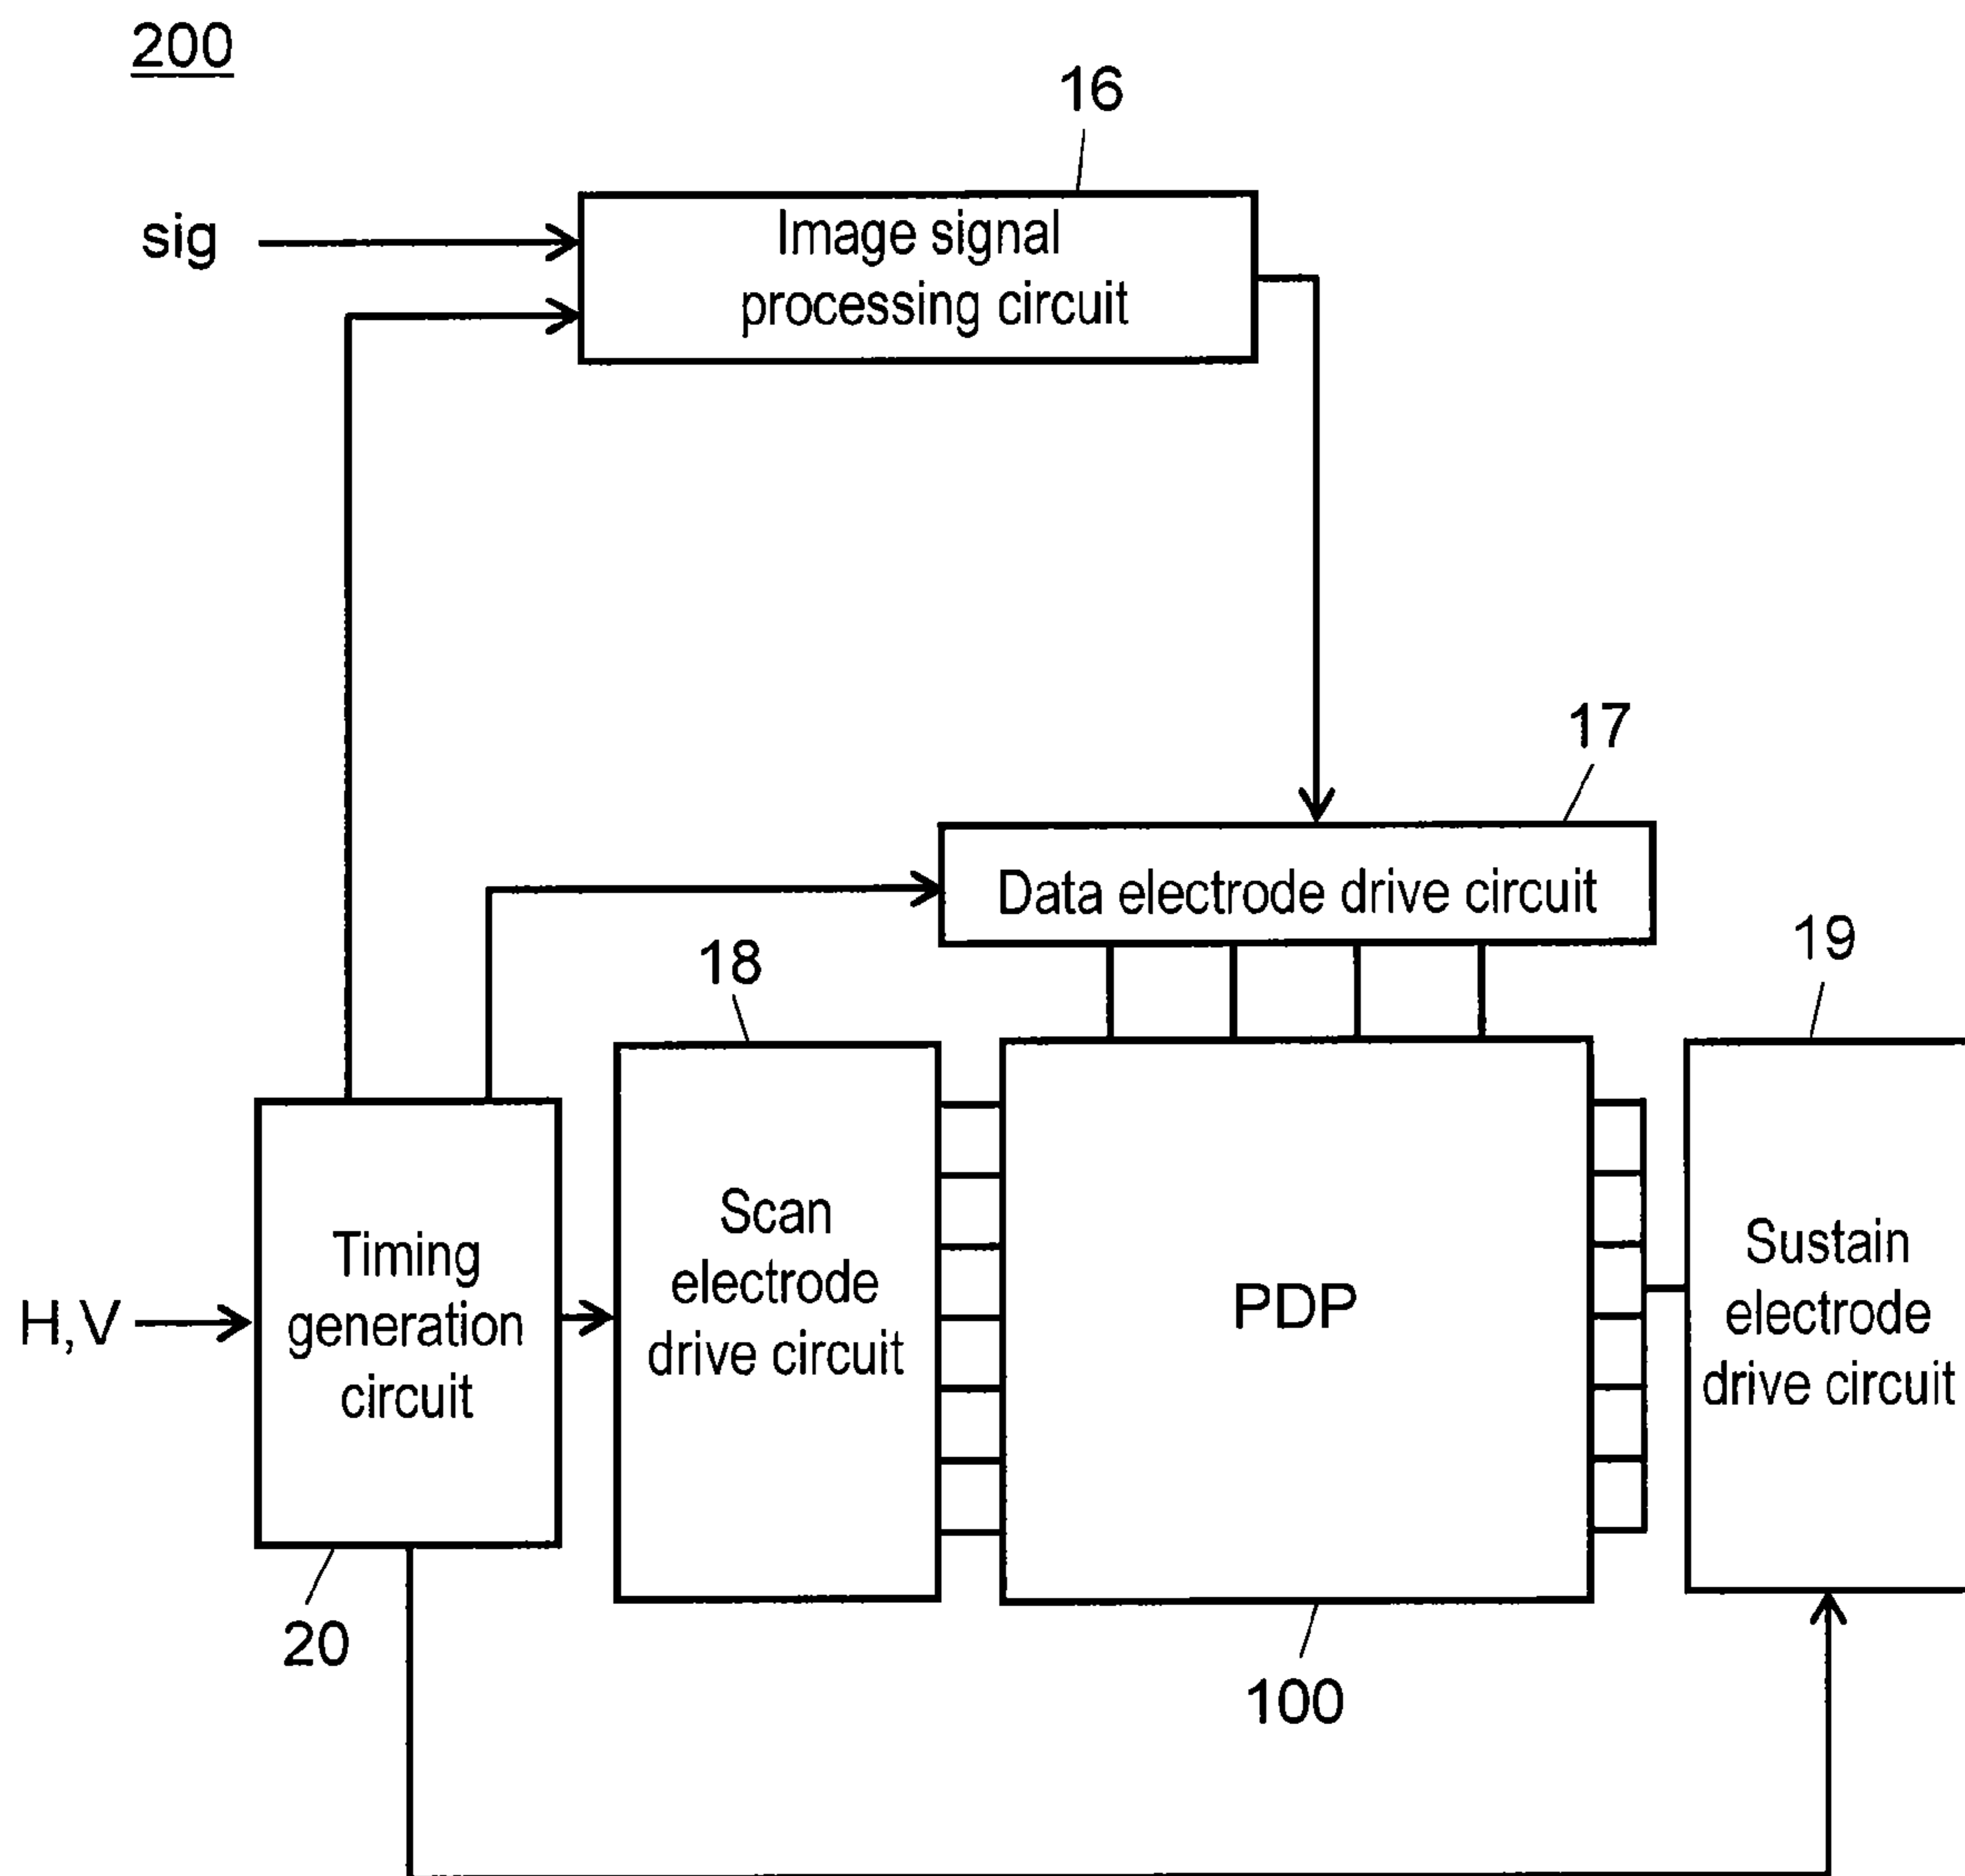 200
16
sig
Image signal
processing circuit
17
Data electrode drive circuit
18
19
Timing
generation
circuit
H,V
Scan
electrode
drive circuit
PDP
Sustain
electrode
drive circuit
20
100